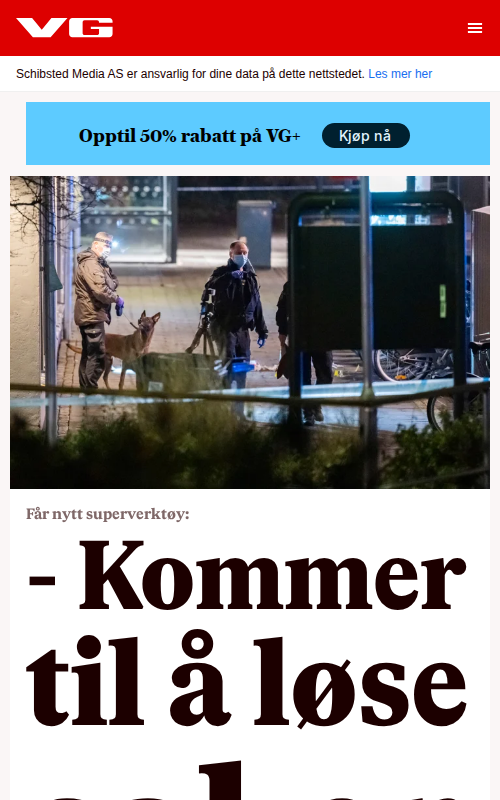 VG
Schibsted Media AS er ansvarlig for dine data på dette nettstedet. Les mer her
Opptil 50% rabatt på VG+ Kjøp nå
Får nytt superverktøy:
- Kommer
til å løse